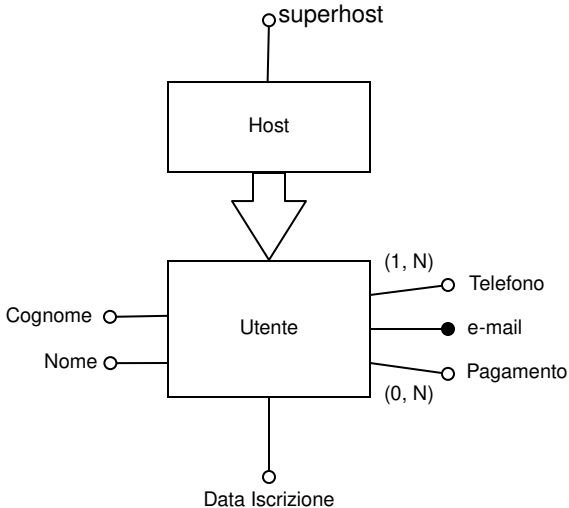 superhost
Host
(1, N)
Telefono
Cognome
Utente
e-mail
Nome
Pagamento
(0, N)
Data Iscrizione